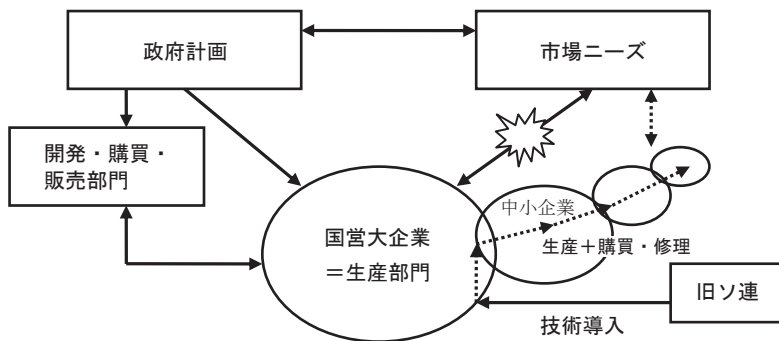 政府計画
市場ニーズ
開発・購買・
販売部門
国営大企業
＝生産部門
中小企業
生産＋購買・修理
旧ソ連
技術導入